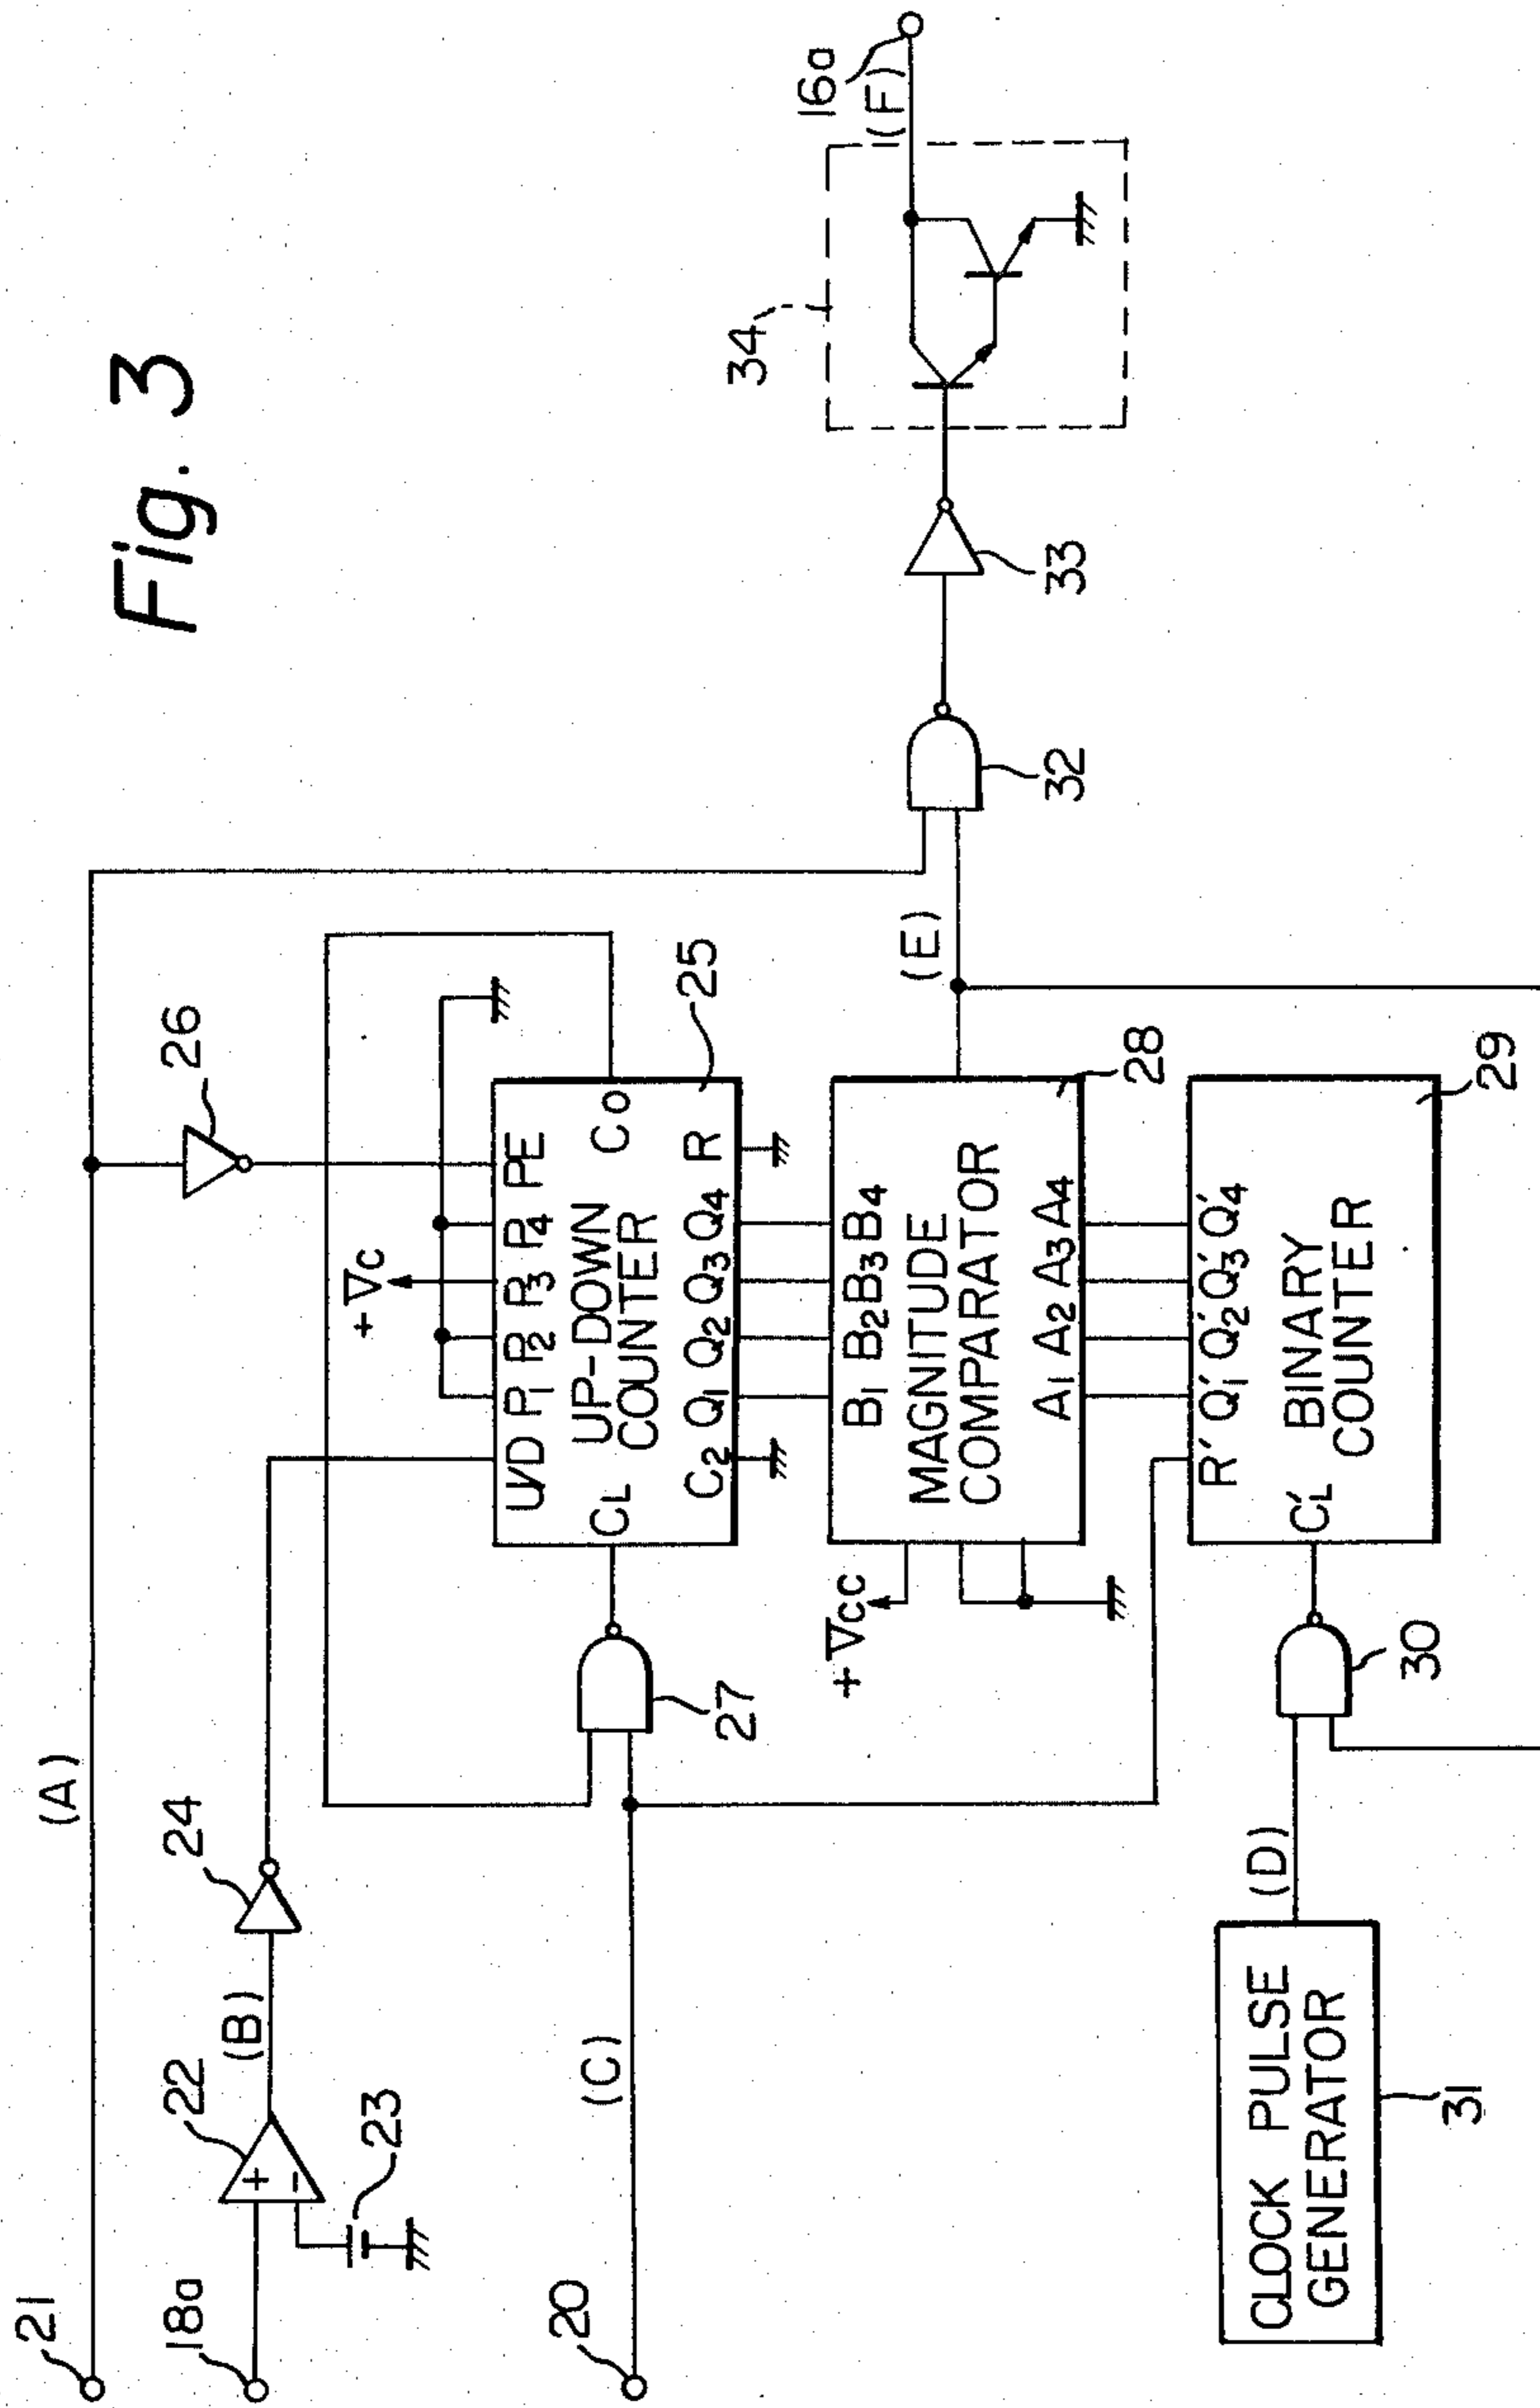 Fig. 3
21
(A)
18a
22
(B)
24
23
26
20
(C)
27
+Vc
U/D P1 P2 P3 P4 PE
CL UP-DOWN COUNTER CO
C2 Q1 Q2 Q3 Q4 R
25
+Vcc
B1 B2 B3 B4
MAGNITUDE
COMPARATOR
A1 A2 A3 A4
28
(E)
R' Q'1 Q'2 Q'3 Q'4
C'L BINARY
COUNTER
29
30
(D)
CLOCK PULSE
GENERATOR
31
32
33
34
(F)
16a